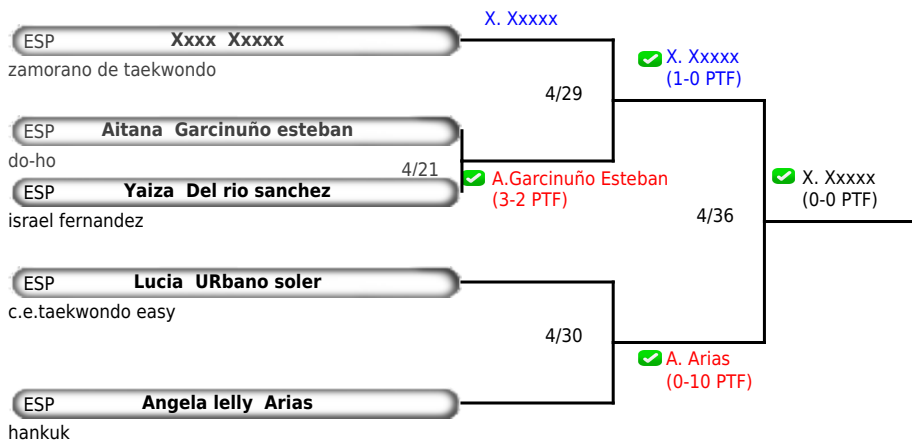 X. Xxxxx
ESP Xxxx Xxxxx
zamorano de taekwondo
X. Xxxxx
(1-0 PTF)
4/29
ESP Aitana Garcinuño esteban
do-ho
4/21
A.Garcinuño Esteban
(3-2 PTF)
ESP Yaiza Del rio sanchez
israel fernandez
X. Xxxxx
(0-0 PTF)
4/36
ESP Lucia URbano soler
c.e.taekwondo easy
4/30
A. Arias
(0-10 PTF)
ESP Angela lelly Arias
hankuk